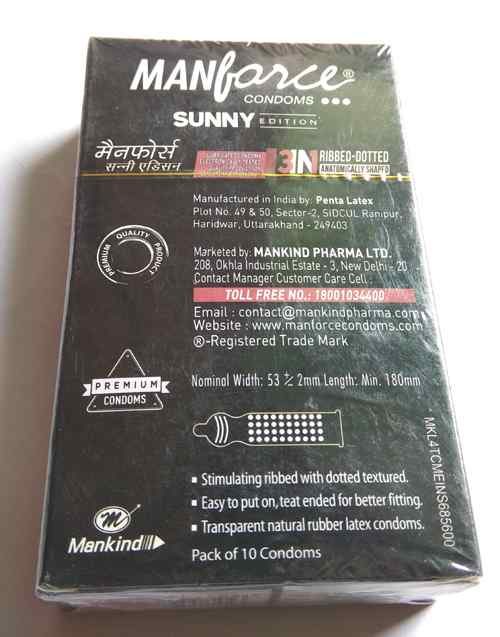 MANforce®
CONDOMS
SUNNY EDITION
मैनफोर्स
सन्नी एडिसन
3IN
RIBBED-DOTTED
ANATOMICALLY SHAPED
Manufactured in India by: Penta Latex
Plot No. 49 & 50, Sector-2, SIDCUL Ranipur,
Haridwar, Uttarakhand - 249403
PREMIUM QUALITY PRODUCT
Marketed by: MANKIND PHARMA LTD.
208, Okhla Industrial Estate - 3, New Delhi - 20
Contact Manager Customer Care Cell
TOLL FREE NO.: 18001034400
Email : contact@mankindpharma.com
Website : www.manforcecondoms.com
®-Registered Trade Mark
PREMIUM
CONDOMS
Nominal Width: 53 ± 2mm Length: Min. 180mm
MKL4TCMEINS685600
▪ Stimulating ribbed with dotted textured.
▪ Easy to put on, teat ended for better fitting.
▪ Transparent natural rubber latex condoms.
Mankind
Pack of 10 Condoms